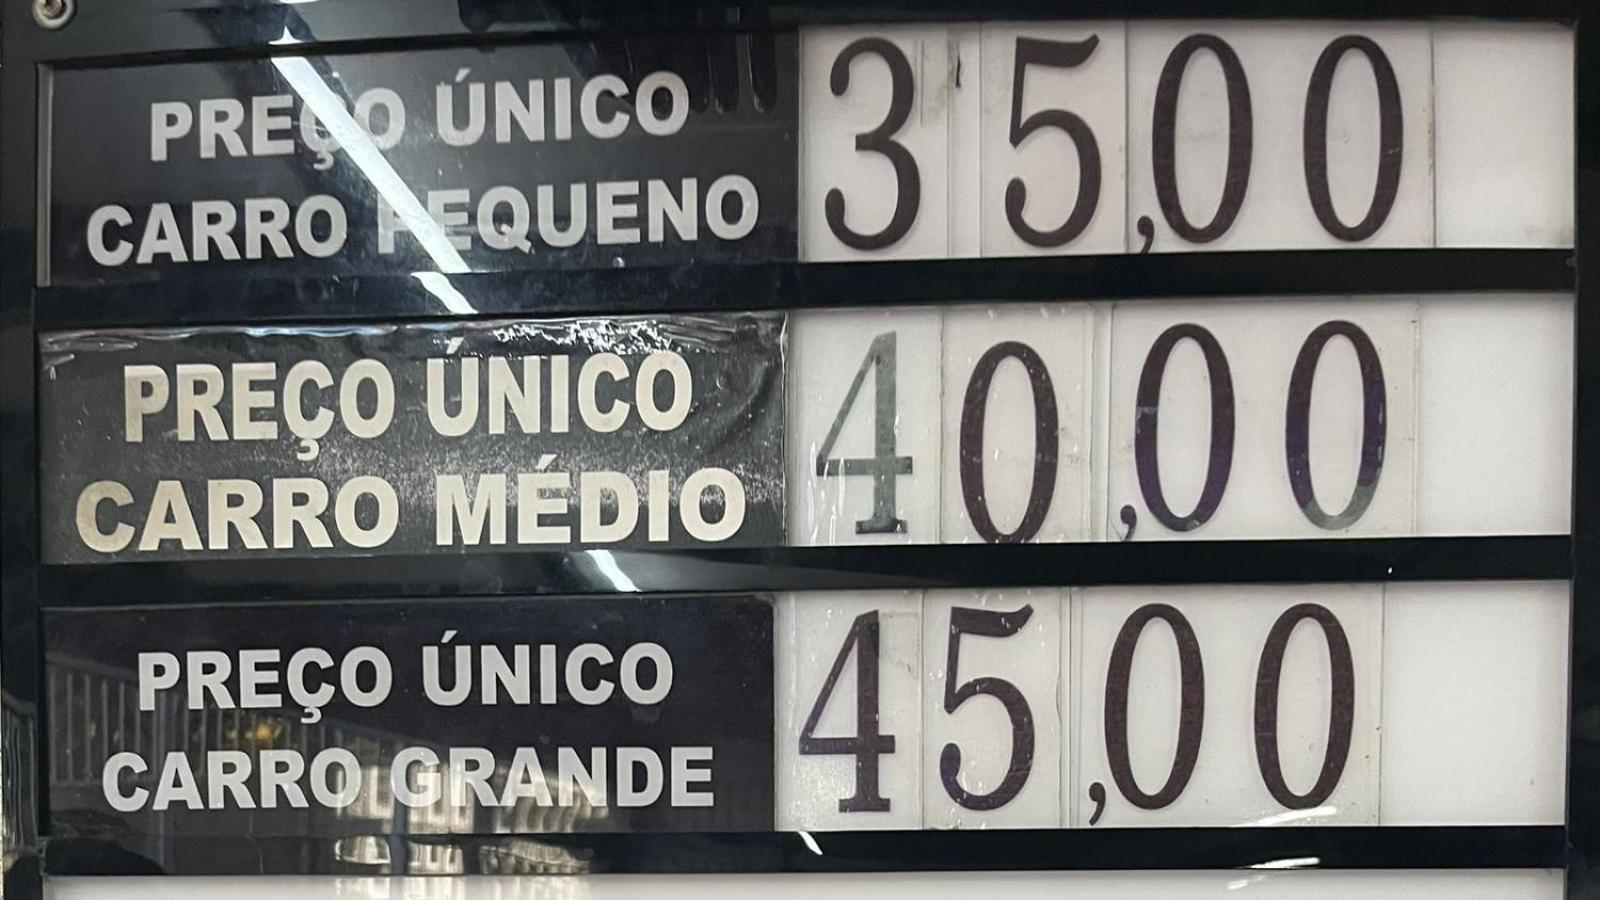 PREÇO ÚNICO
CARRO PEQUENO
35,00
PREÇO ÚNICO
CARRO MÉDIO
40,00
PREÇO ÚNICO
CARRO GRANDE
45,00